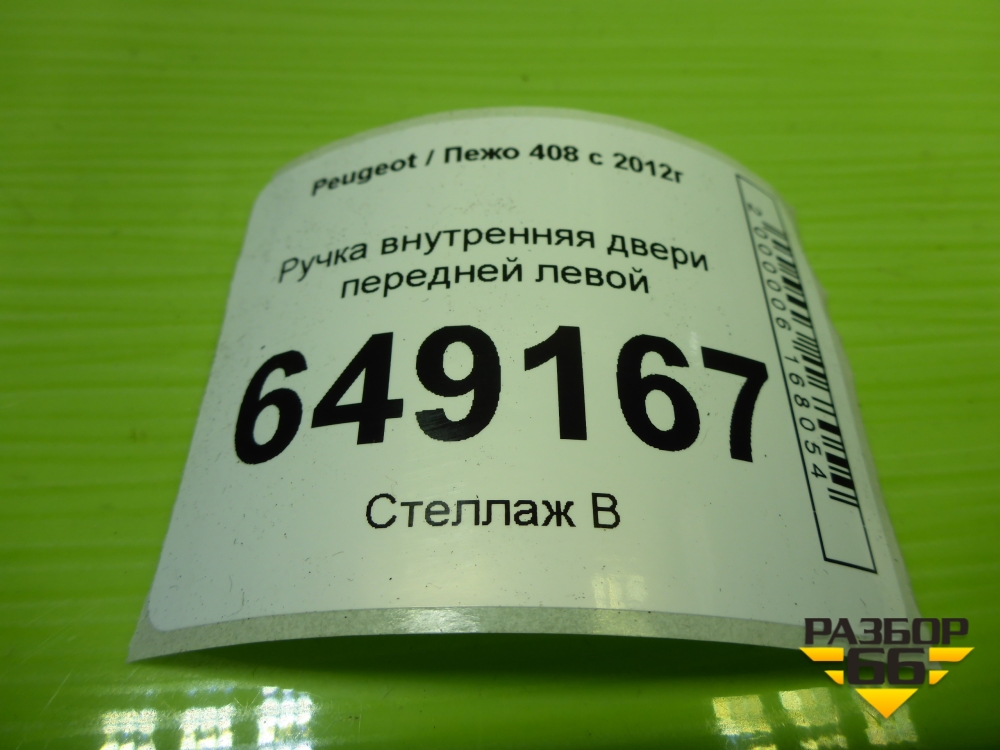 Peugeot / Пежо 408 с 2012г
Ручка внутренняя двери
передней левой
649167
Стеллаж В
2000006168054
РАЗБОР
66